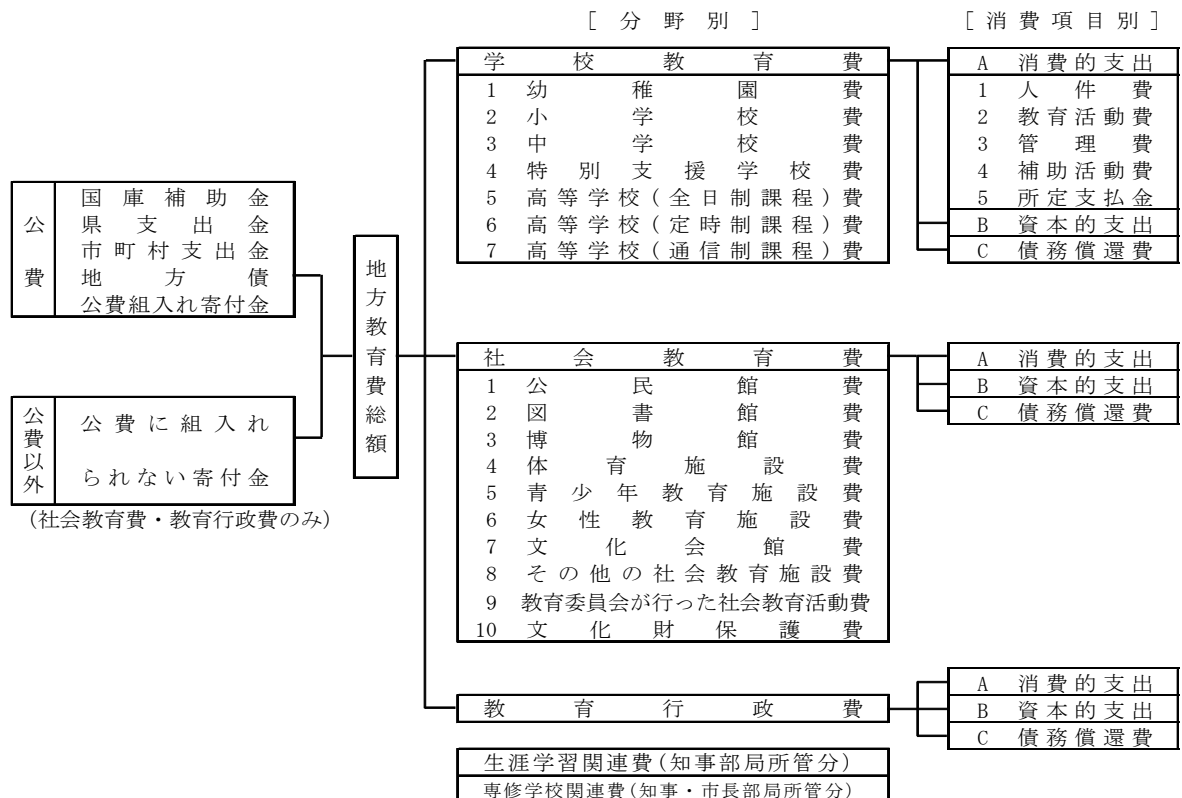 [ 分 野 別 ]
[ 消 費 項 目 別 ]
公費
国庫補助金
県支出金
市町村支出金
地方債
公費組入れ寄付金
公費以外
公費に組入れ
られない寄付金
(社会教育費・教育行政費のみ)
地方教育費総額
学校教育費
1 幼稚園費
2 小学校費
3 中学校費
4 特別支援学校費
5 高等学校(全日制課程)費
6 高等学校(定時制課程)費
7 高等学校(通信制課程)費
A 消費的支出
1 人件費
2 教育活動費
3 管理費
4 補助活動費
5 所定支払金
B 資本的支出
C 債務償還費
社会教育費
1 公民館費
2 図書館費
3 博物館費
4 体育施設費
5 青少年教育施設費
6 女性教育施設費
7 文化会館費
8 その他の社会教育施設費
9 教育委員会が行った社会教育活動費
10 文化財保護費
A 消費的支出
B 資本的支出
C 債務償還費
教育行政費
A 消費的支出
B 資本的支出
C 債務償還費
生涯学習関連費(知事部局所管分)
専修学校関連費(知事・市長部局所管分)